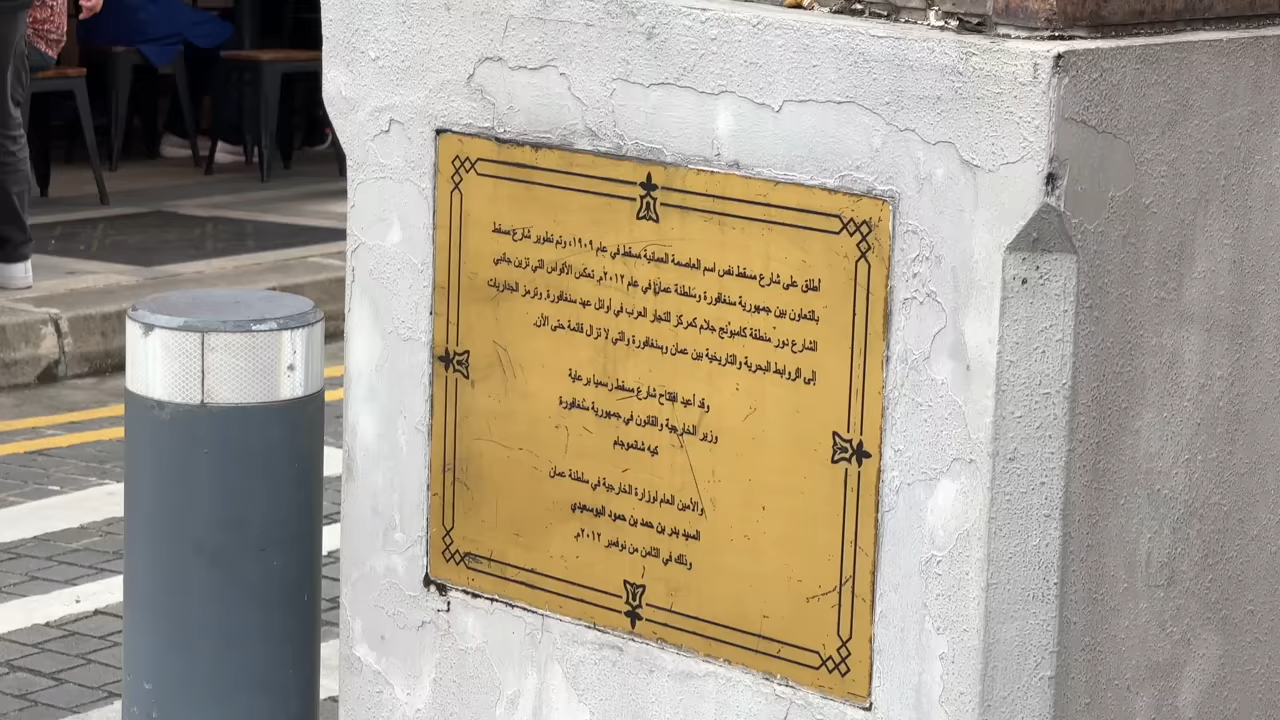 أطلق على شارع مسقط نفس اسم العاصمة العمانية مسقط في عام ١٩٠٩، وتم تطوير شارع مسقط
بالتعاون بين جمهورية سنغافورة وسلطنة عمان في عام ٢٠١٢م. تعكس الأقواس التي تزين جانبي
الشارع دور منطقة كامبونج جلام كمركز للتجار العرب في أوائل عهد سنغافورة. وترمز الجداريات
إلى الروابط البحرية والتاريخية بين عمان وسنغافورة والتي لا تزال قائمة حتى الأن.
وقد أعيد افتتاح شارع مسقط رسميا برعاية
وزير الخارجية والقانون في جمهورية سنغافورة
كيه شانموجام
والأمين العام لوزارة الخارجية في سلطنة عمان
السيد بدر بن حمد بن حمود البوسعيدي
وذلك في الثامن من نوفمبر ٢٠١٢م.